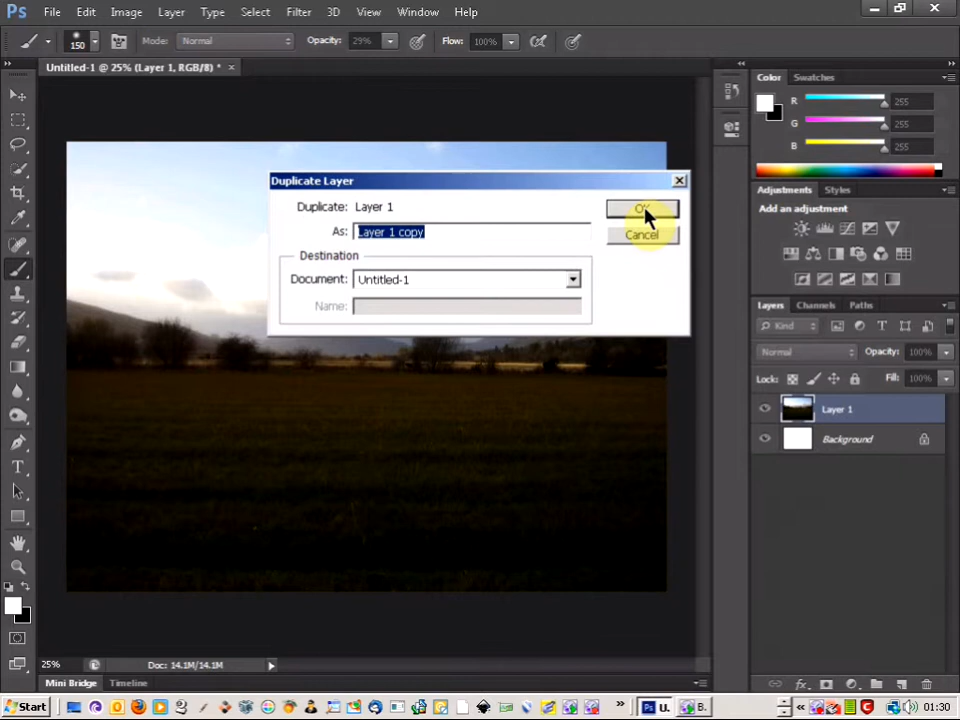 Ps File Edit Image Layer Type Select Filter 3D View Window Help
150 Mode: Normal Opacity: 29% Flow: 100%
Untitled-1 @ 25% (Layer 1, RGB/8) * ×
Color Swatches
R 255
G 255
B 255
Duplicate Layer
Duplicate: Layer 1
As: Layer 1 copy
OK
Cancel
Destination
Document: Untitled-1
Name:
Adjustments Styles
Add an adjustment
Layers Channels Paths
Kind
Normal Opacity: 100%
Lock: Fill: 100%
Layer 1
Background
25% Doc: 14.1M/14.1M
Mini Bridge Timeline
Start » Ps U. B. « 01:30